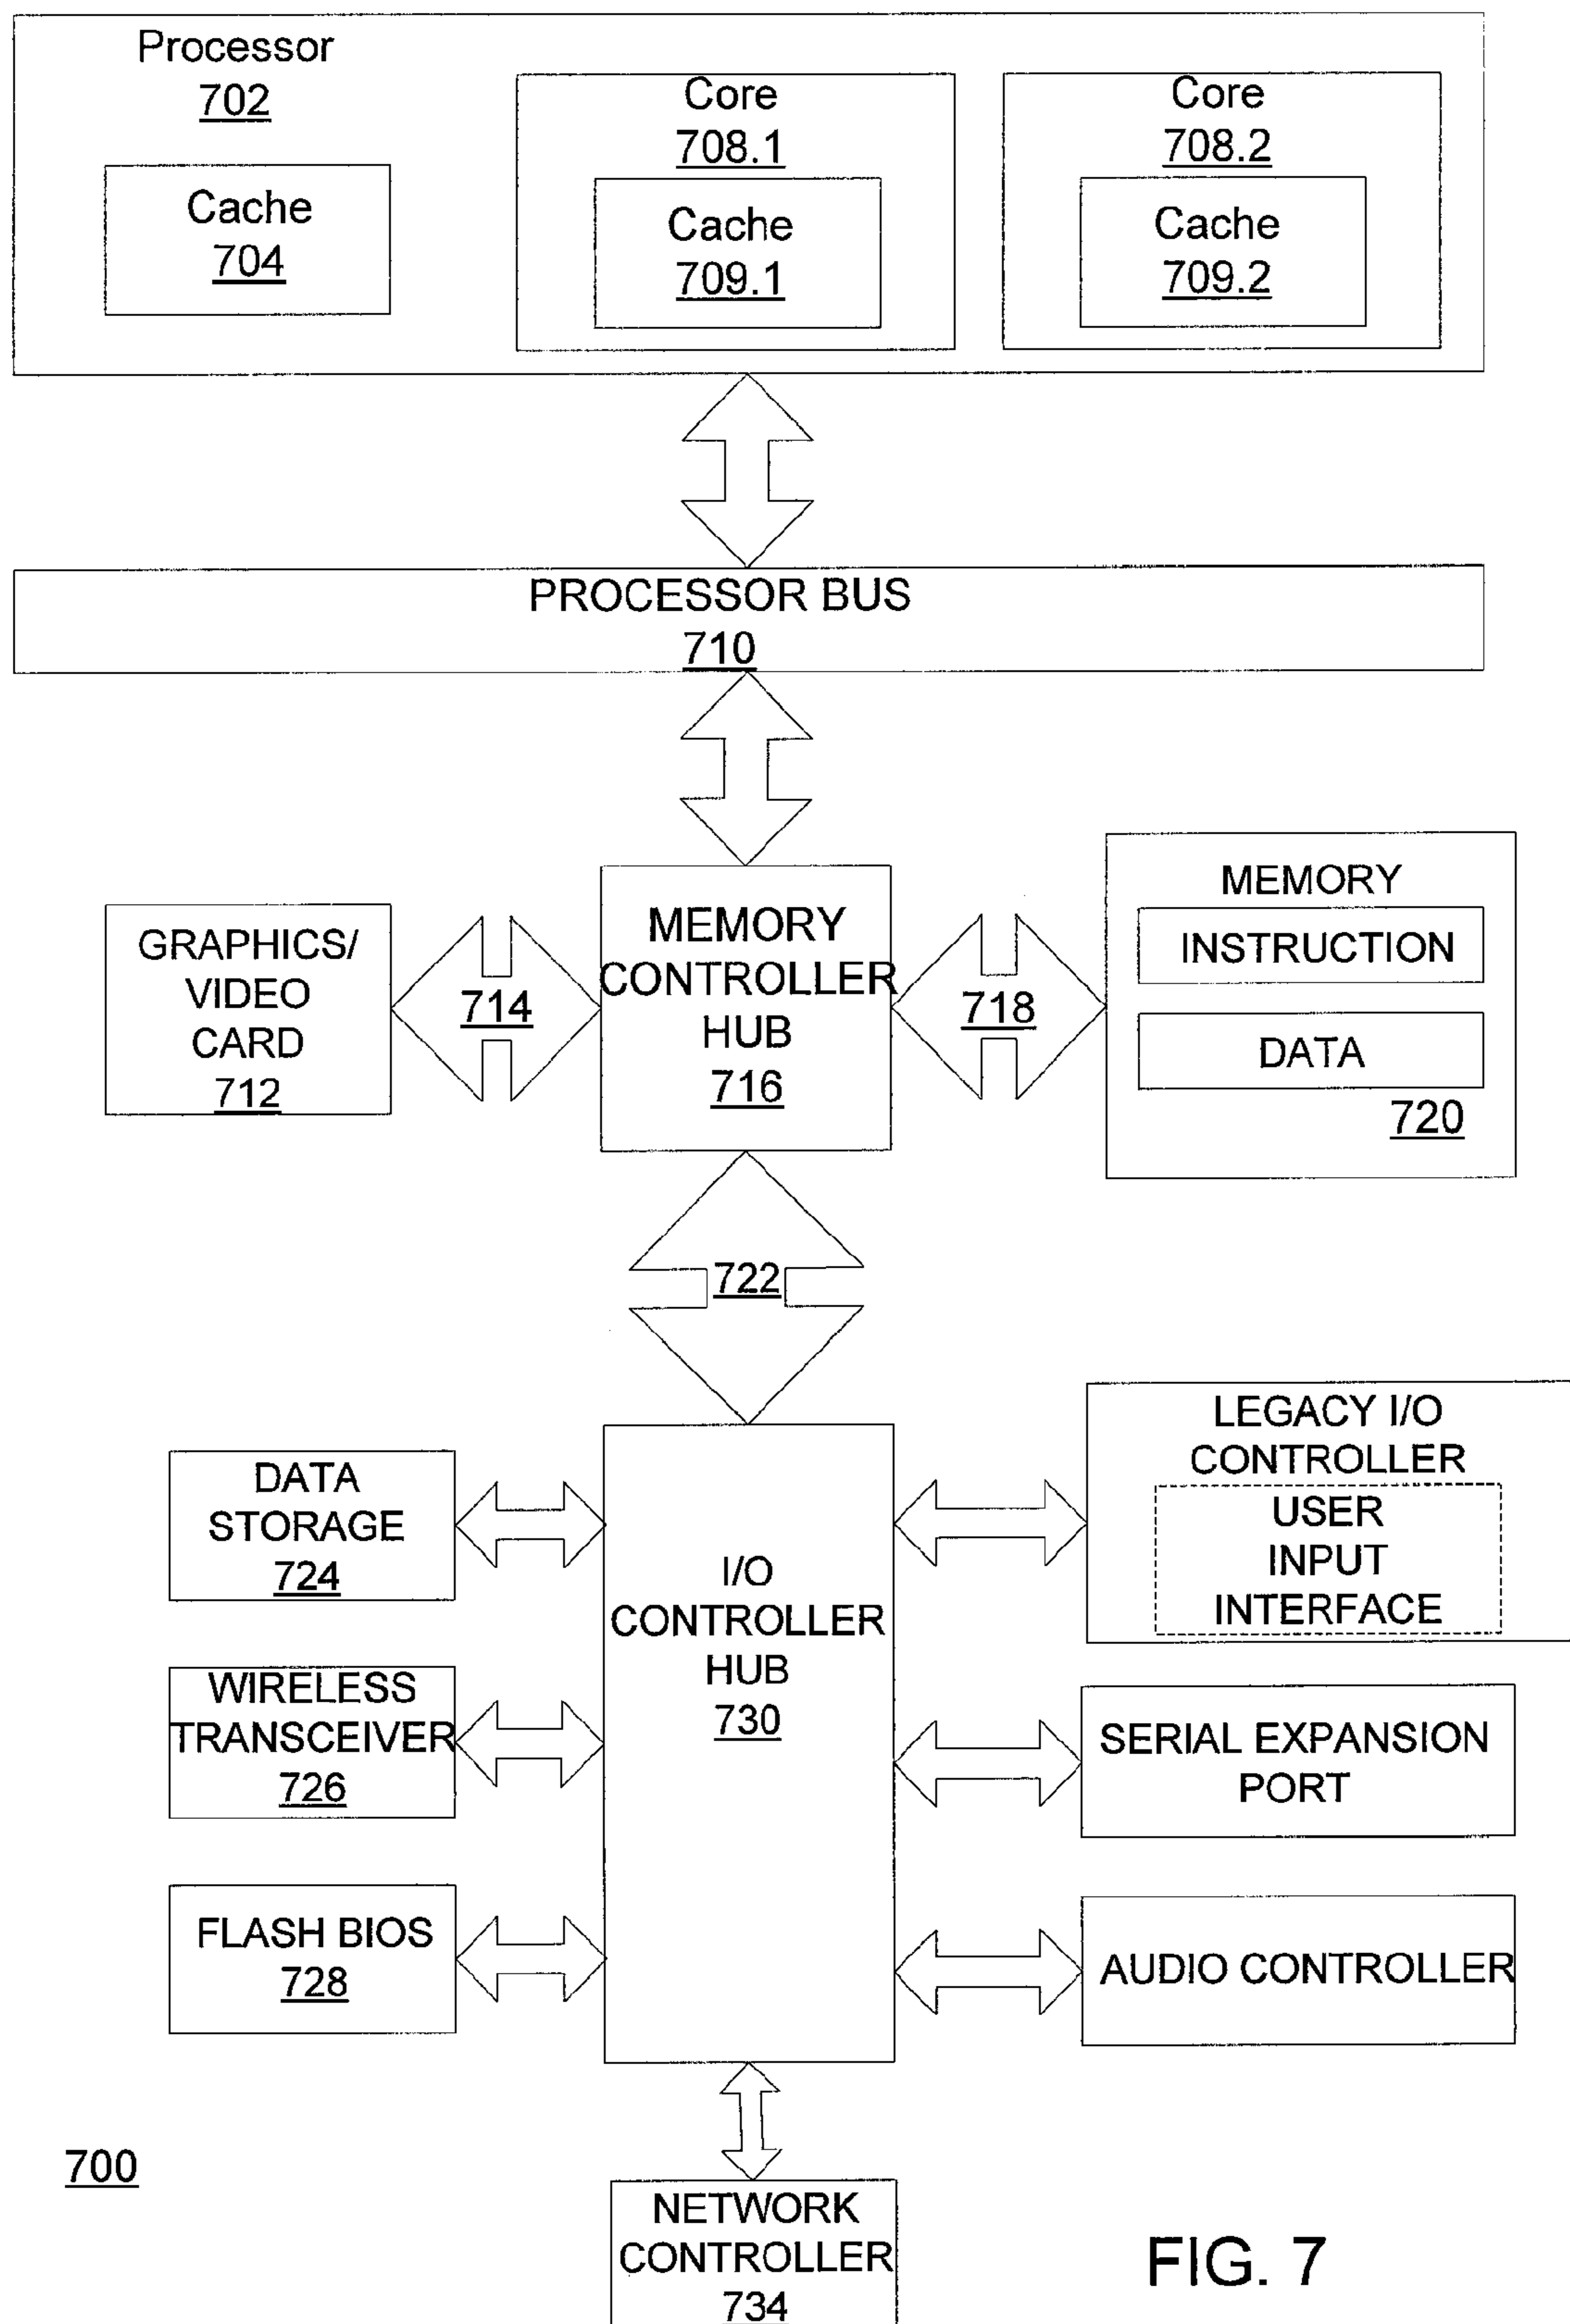 Processor
702
Cache
704
Core
708.1
Cache
709.1
Core
708.2
Cache
709.2
PROCESSOR BUS
710
GRAPHICS/
VIDEO
CARD
712
714
MEMORY
CONTROLLER
HUB
716
718
MEMORY
INSTRUCTION
DATA
720
722
DATA
STORAGE
724
WIRELESS
TRANSCEIVER
726
FLASH BIOS
728
I/O
CONTROLLER
HUB
730
LEGACY I/O
CONTROLLER
USER
INPUT
INTERFACE
SERIAL EXPANSION
PORT
AUDIO CONTROLLER
700
NETWORK
CONTROLLER
734
FIG. 7